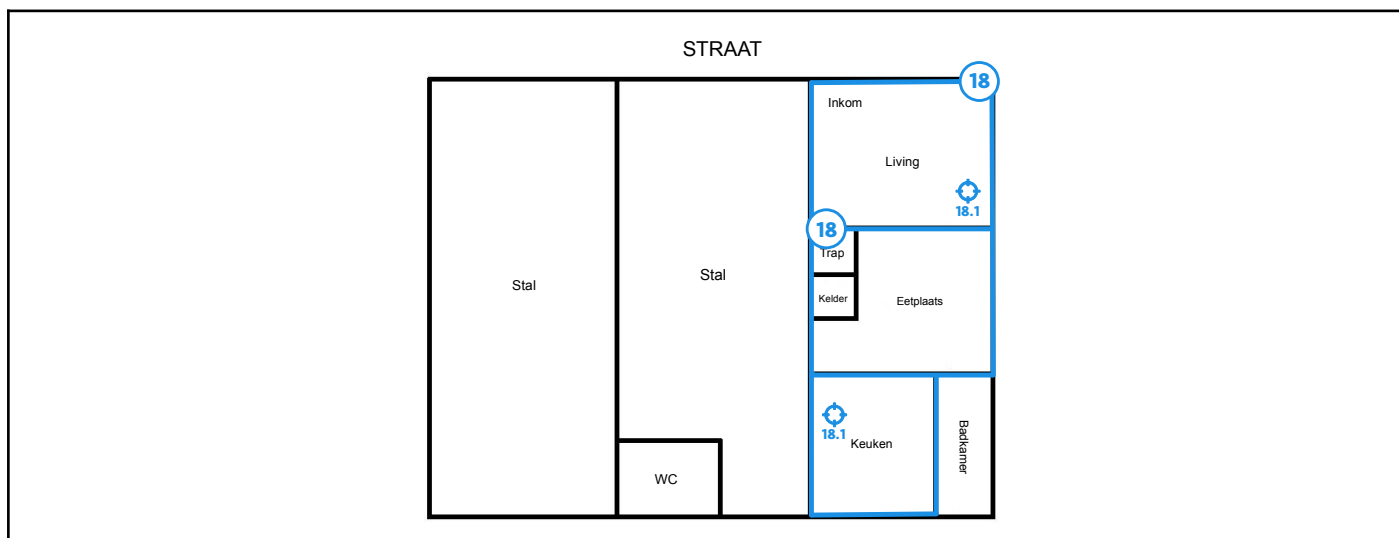 STRAAT
18
Inkom
Living
18.1
18
Trap
Stal
Stal
Kelder
Eetplaats
18.1
Keuken
Badkamer
WC